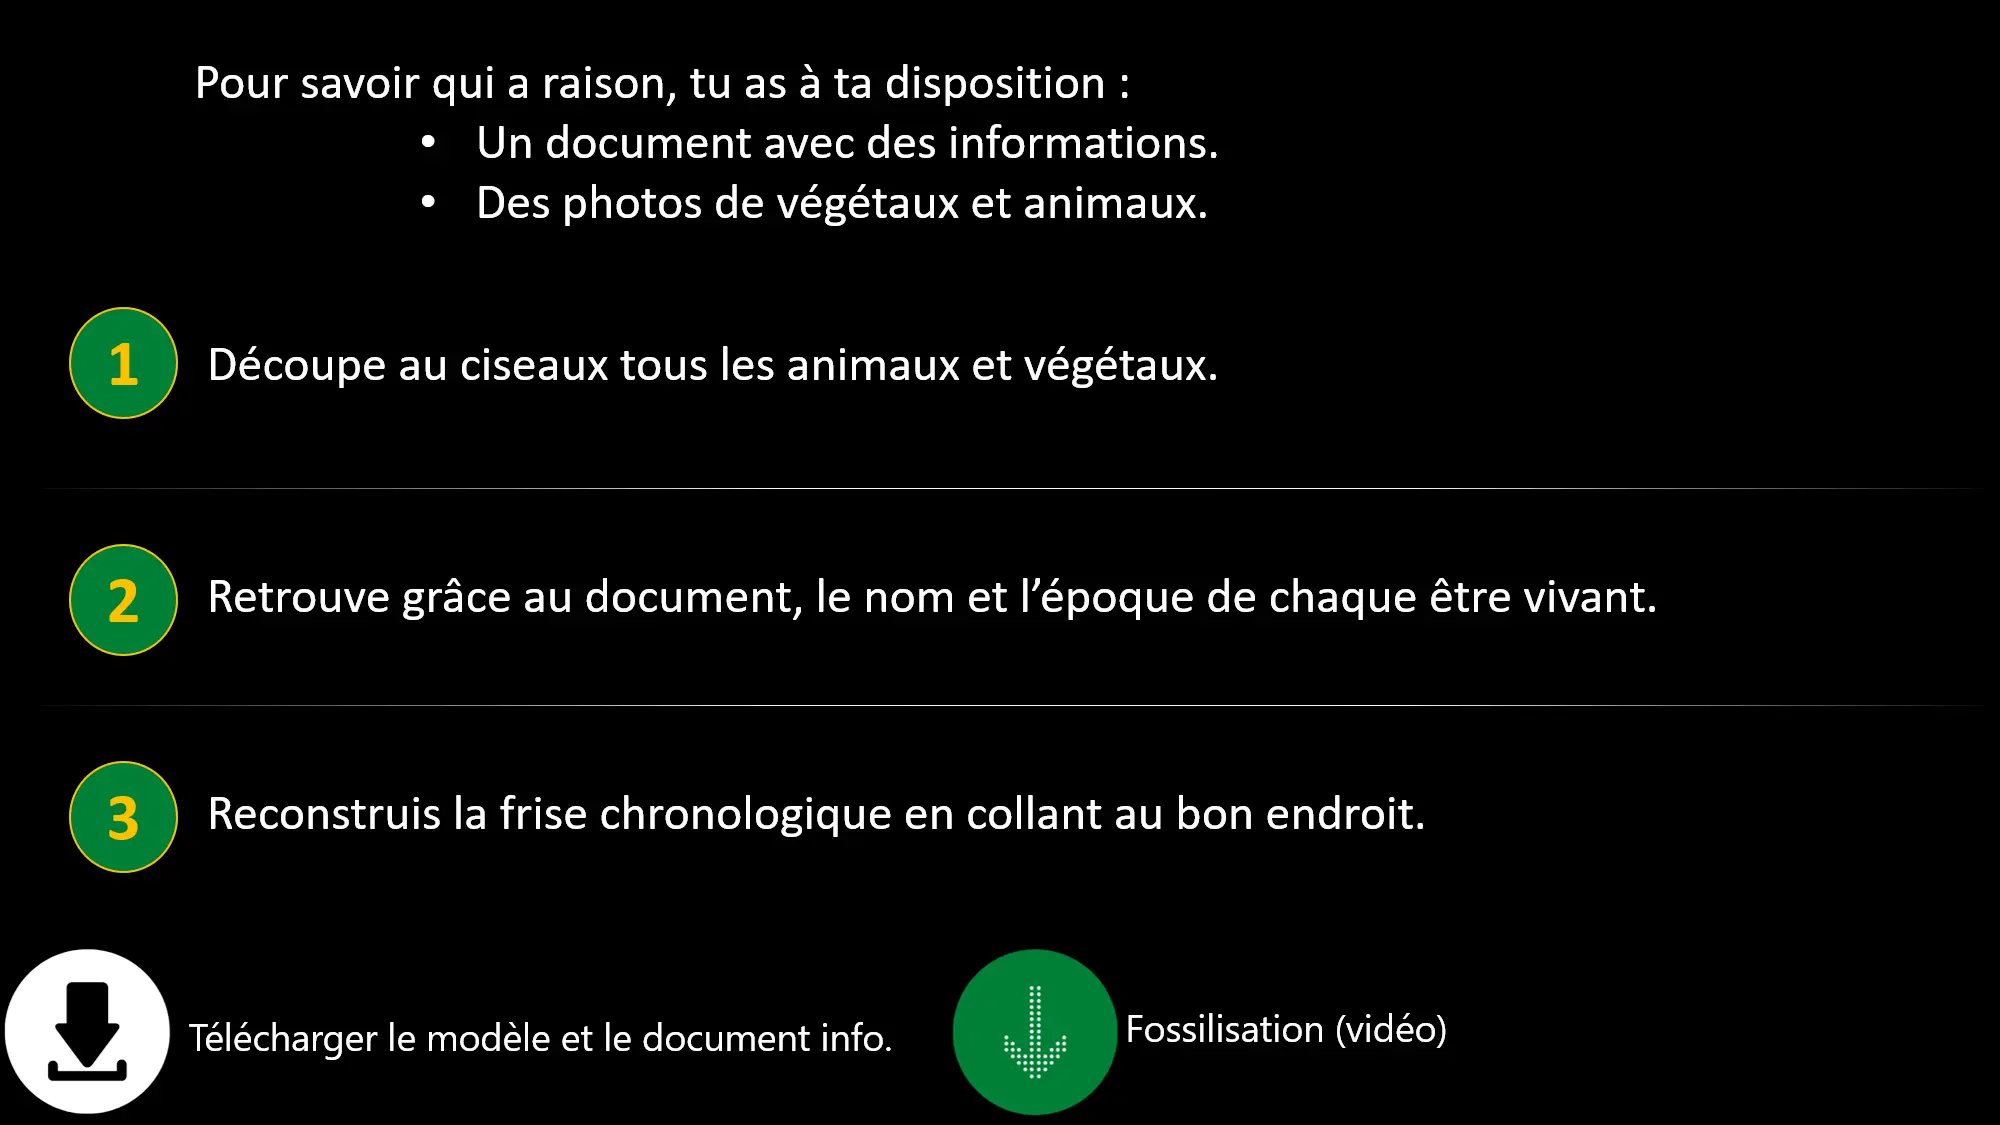 Pour savoir qui a raison, tu as à ta disposition :
• Un document avec des informations.
• Des photos de végétaux et animaux.
1 Découpe au ciseaux tous les animaux et végétaux.
2 Retrouve grâce au document, le nom et l’époque de chaque être vivant.
3 Reconstruis la frise chronologique en collant au bon endroit.
Télécharger le modèle et le document info.
Fossilisation (vidéo)